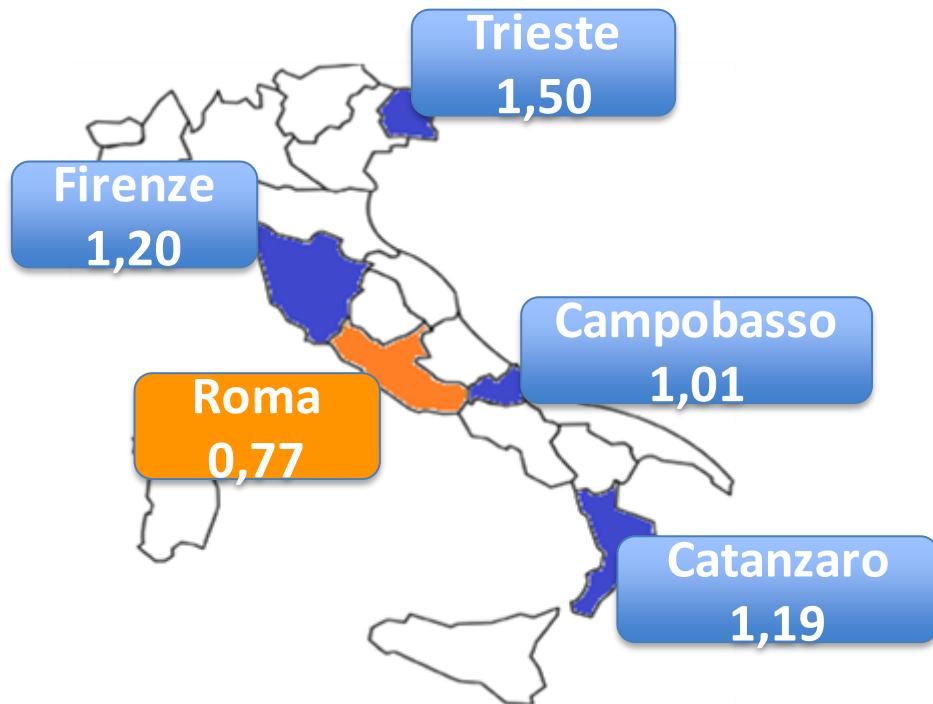 Trieste
1,50
Firenze
1,20
Campobasso
1,01
Roma
0,77
Catanzaro
1,19